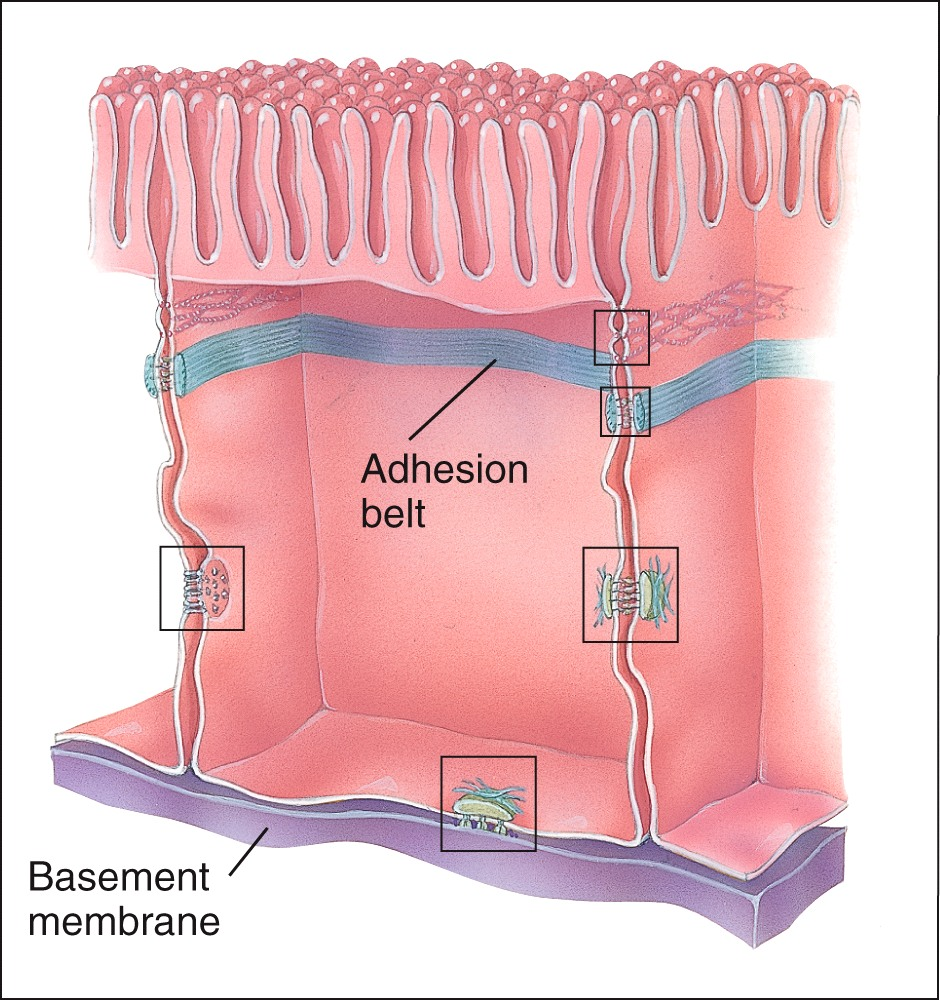 Adhesion
belt
Basement
membrane